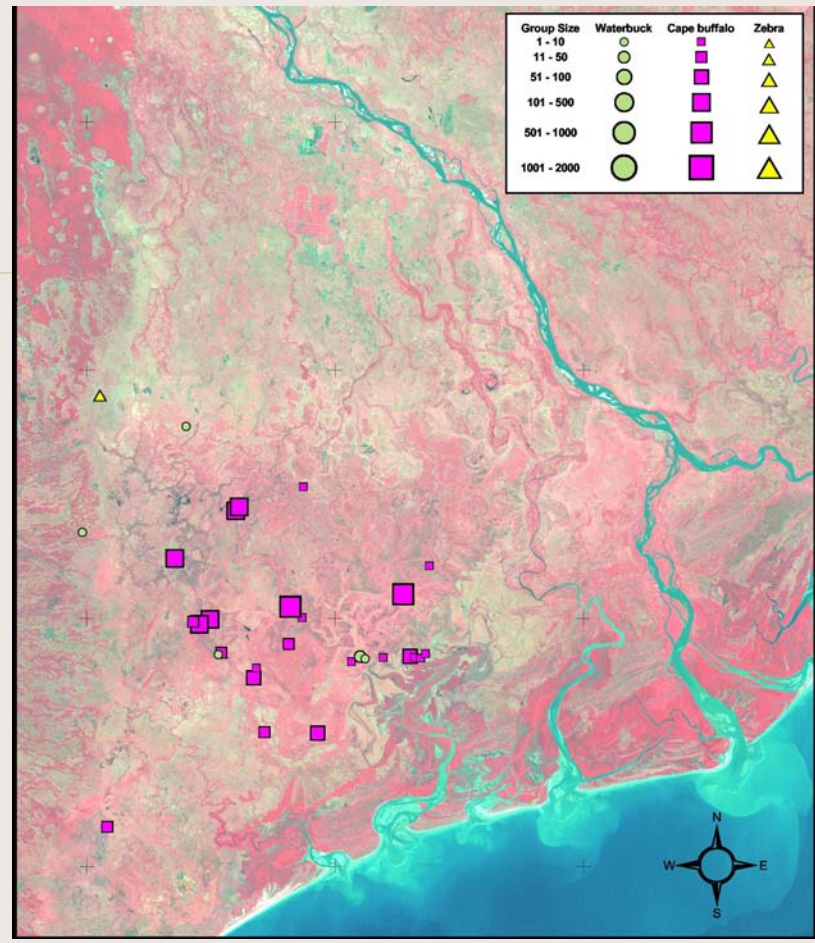 Group Size Waterbuck Cape buffalo Zebra
1 - 10
11 - 50
51 - 100
101 - 500
501 - 1000
1001 - 2000
N
W E
S